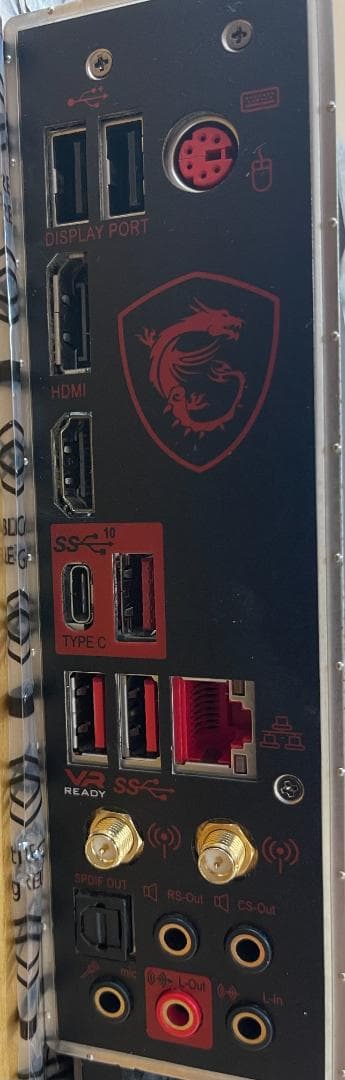 DISPLAY PORT
HDMI
SS 10
TYPE C
VR SS
READY
SPDIF OUT RS-Out CS-Out
mic L-Out L-in